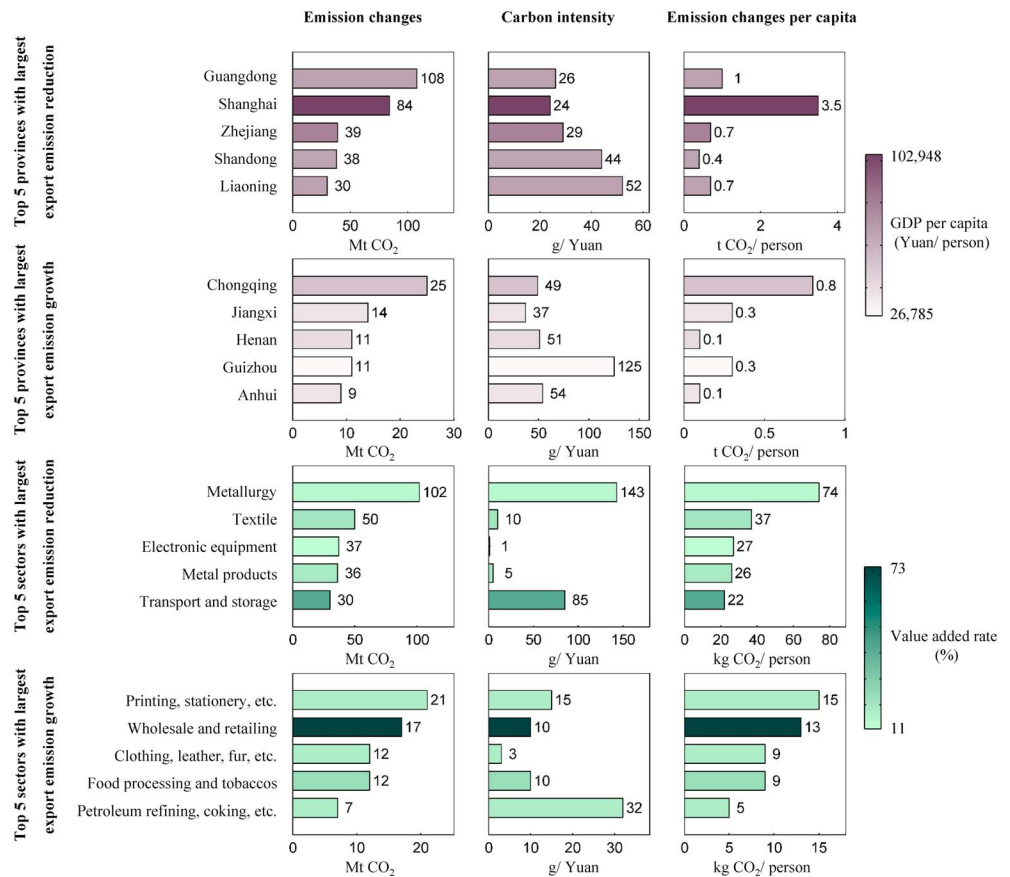 Emission changes
Carbon intensity
Emission changes per capita
Top 5 provinces with largest
export emission reduction
Guangdong
108
26
1
Shanghai
84
24
3.5
Zhejiang
39
29
0.7
Shandong
38
44
0.4
Liaoning
30
52
0.7
0 50 100
0 20 40 60
0 2 4
Mt CO2
g/ Yuan
t CO2/ person
102,948
GDP per capita
(Yuan/ person)
26,785
Top 5 provinces with largest
export emission growth
Chongqing
25
49
0.8
Jiangxi
14
37
0.3
Henan
11
51
0.1
Guizhou
11
125
0.3
Anhui
9
54
0.1
0 10 20 30
0 50 100 150
0 0.5 1
Mt CO2
g/ Yuan
t CO2/ person
Top 5 sectors with largest
export emission reduction
Metallurgy
102
143
74
Textile
50
10
37
Electronic equipment
37
1
27
Metal products
36
5
26
Transport and storage
30
85
22
0 50 100
0 50 100 150
0 20 40 60 80
Mt CO2
g/ Yuan
kg CO2/ person
73
Value added rate
(%)
11
Top 5 sectors with largest
export emission growth
Printing, stationery, etc.
21
15
15
Wholesale and retailing
17
10
13
Clothing, leather, fur, etc.
12
3
9
Food processing and tobaccos
12
10
9
Petroleum refining, coking, etc.
7
32
5
0 10 20
0 10 20 30
0 5 10 15
Mt CO2
g/ Yuan
kg CO2/ person